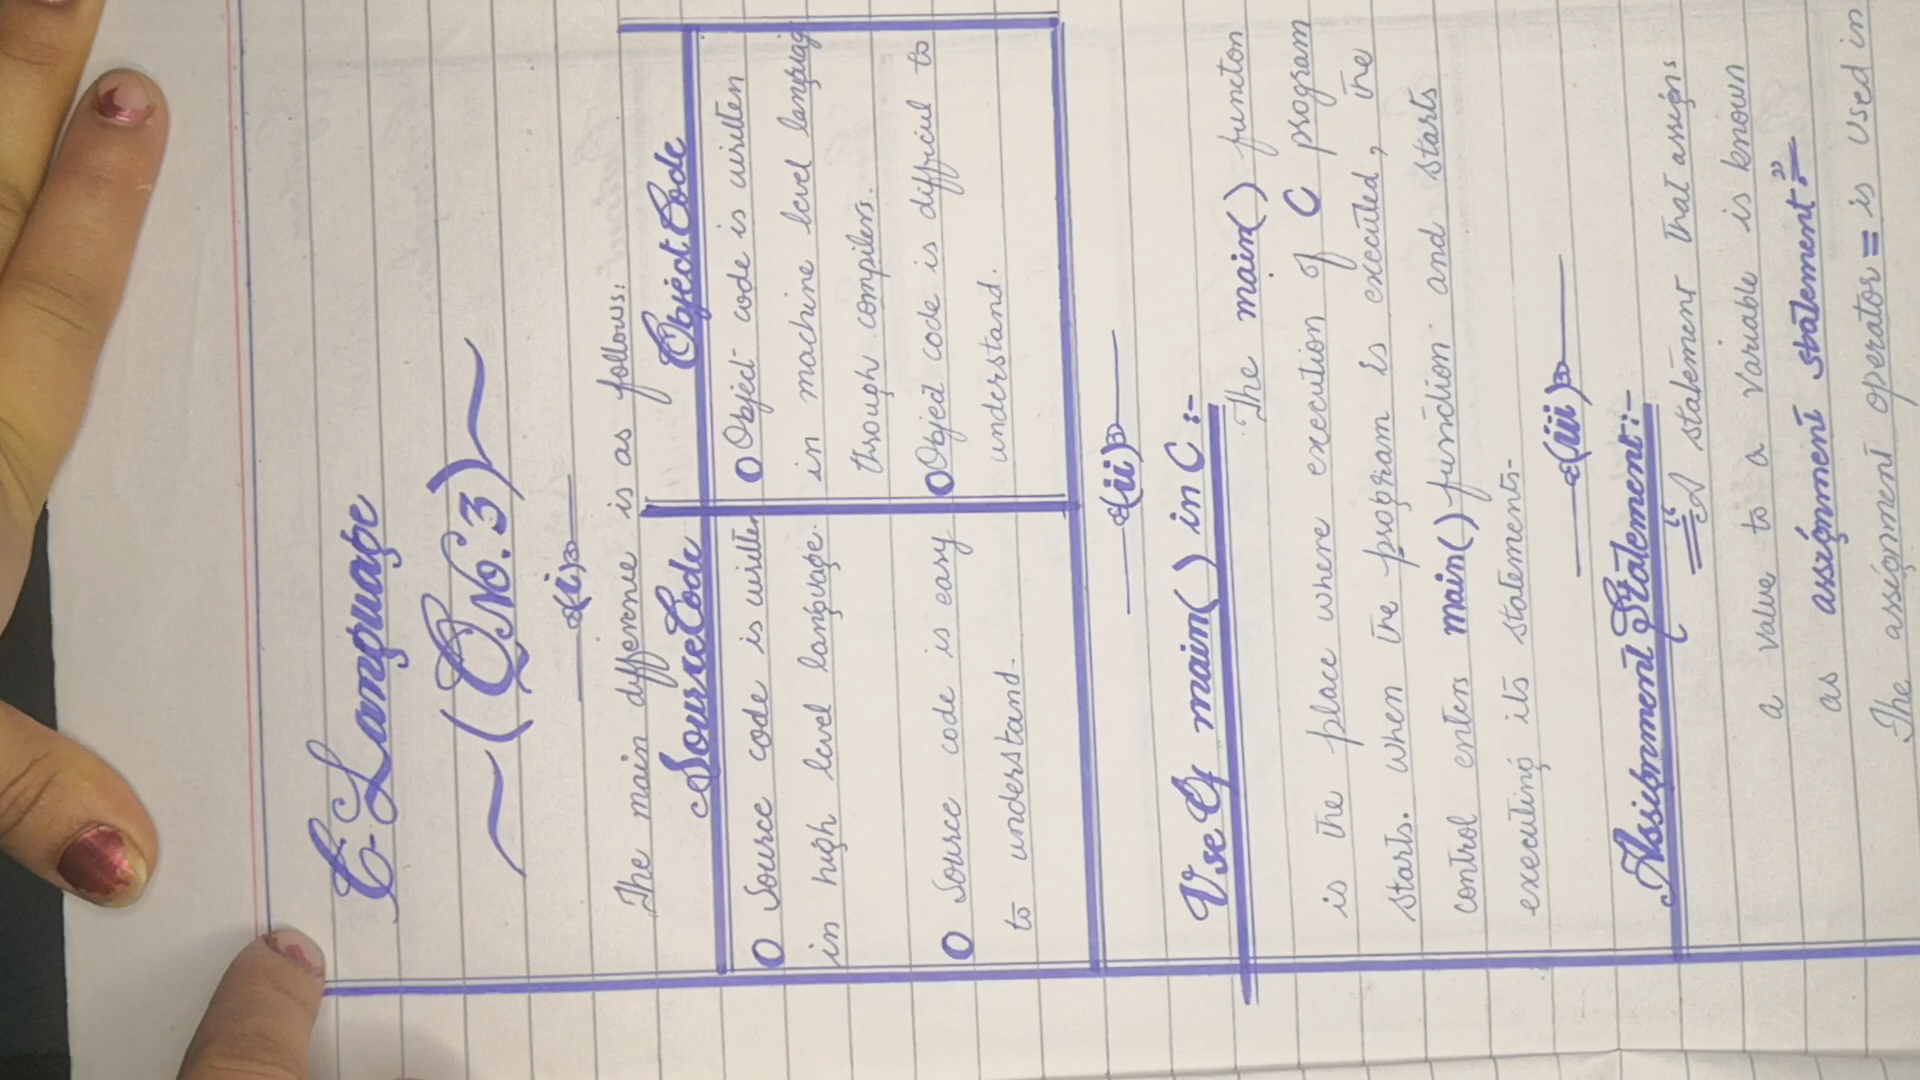 C-Language
(Q No.3)
(i)
The main difference is as follows:
Source Code
Object Code
Source code is written
in high level language.
Source code is easy
to understand.
Object code is written
in machine level language
through compilers.
Object code is difficult to
understand.
(ii)
Use Of main() in C:-
The main() function
is the place where execution of C program
starts. When the program is executed, the
control enters main() function and starts
executing its statements.
(iii)
Assignment Statement:-
"A statement that assigns
a value to a variable is known
as assignment statement."
The assignment operator = is used in